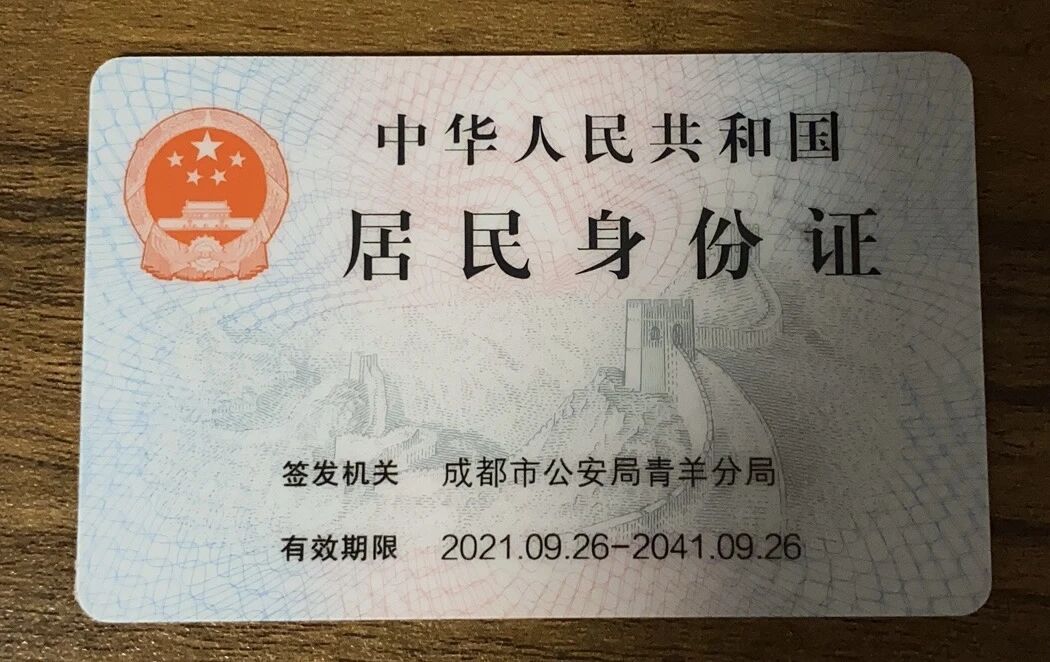 中华人民共和国
居民身份证
签发机关 成都市公安局青羊分局
有效期限 2021.09.26-2041.09.26